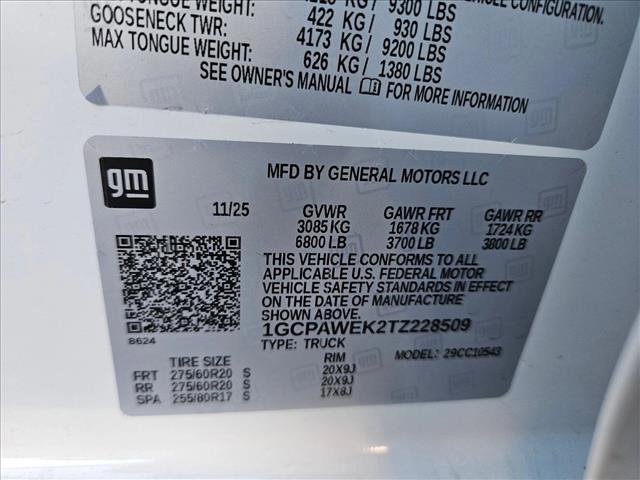 9300 LBS
VEHICLE CONFIGURATION.
GOOSENECK TWR: 422 KG / 930 LBS
4173 KG / 9200 LBS
MAX TONGUE WEIGHT: 626 KG / 1380 LBS
SEE OWNER'S MANUAL FOR MORE INFORMATION
gm
MFD BY GENERAL MOTORS LLC
11/25 GVWR GAWR FRT GAWR RR
3085 KG 1678 KG 1724 KG
6800 LB 3700 LB 3800 LB
THIS VEHICLE CONFORMS TO ALL
APPLICABLE U.S. FEDERAL MOTOR
VEHICLE SAFETY STANDARDS IN EFFECT
ON THE DATE OF MANUFACTURE
SHOWN ABOVE.
1GCPAWEK2TZ228509
8624
TYPE: TRUCK MODEL: 29CC10543
TIRE SIZE RIM
FRT 275/60R20 S 20X9J
RR 275/60R20 S 20X9J
SPA 255/80R17 S 17X8J